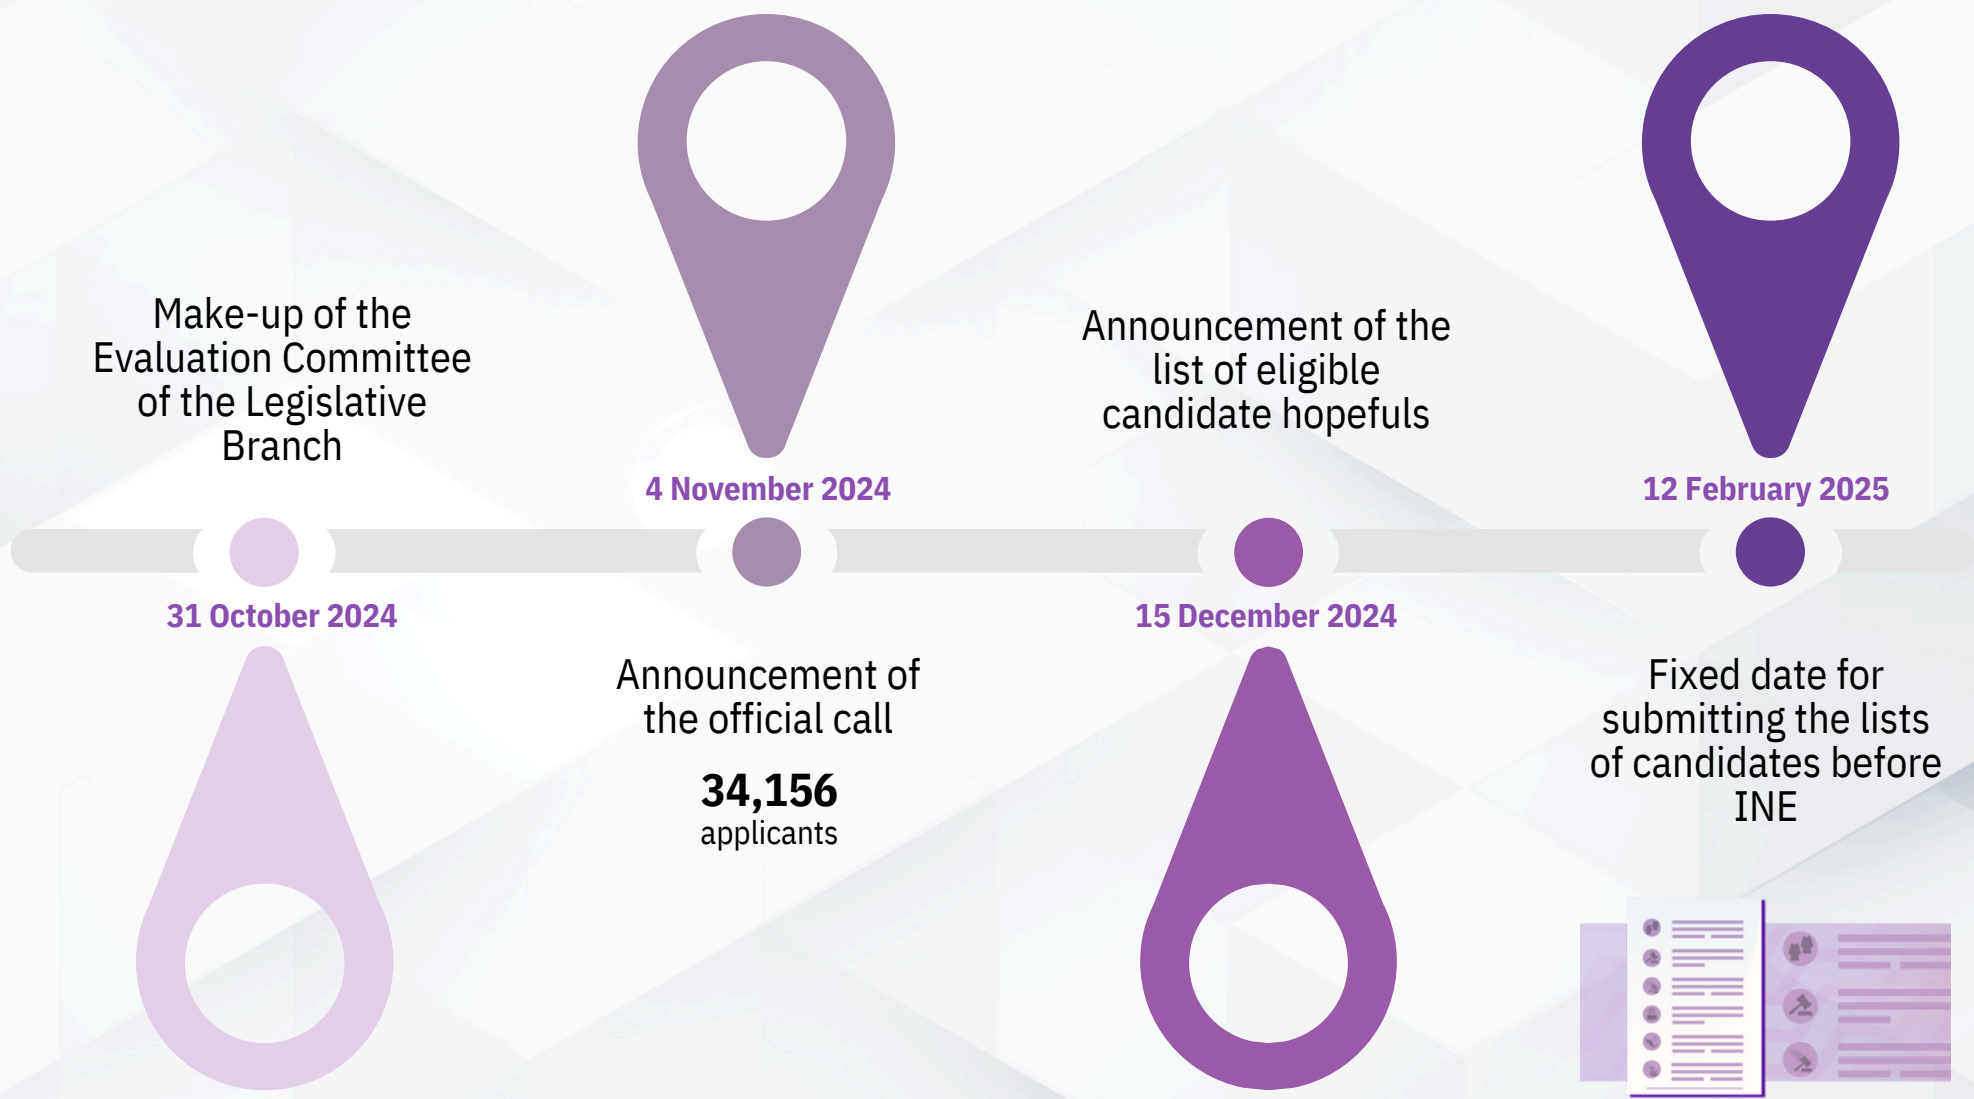 Make-up of the
Evaluation Committee
of the Legislative
Branch
31 October 2024
4 November 2024
Announcement of
the official call
34,156
applicants
Announcement of the
list of eligible
candidate hopefuls
15 December 2024
12 February 2025
Fixed date for
submitting the lists
of candidates before
INE